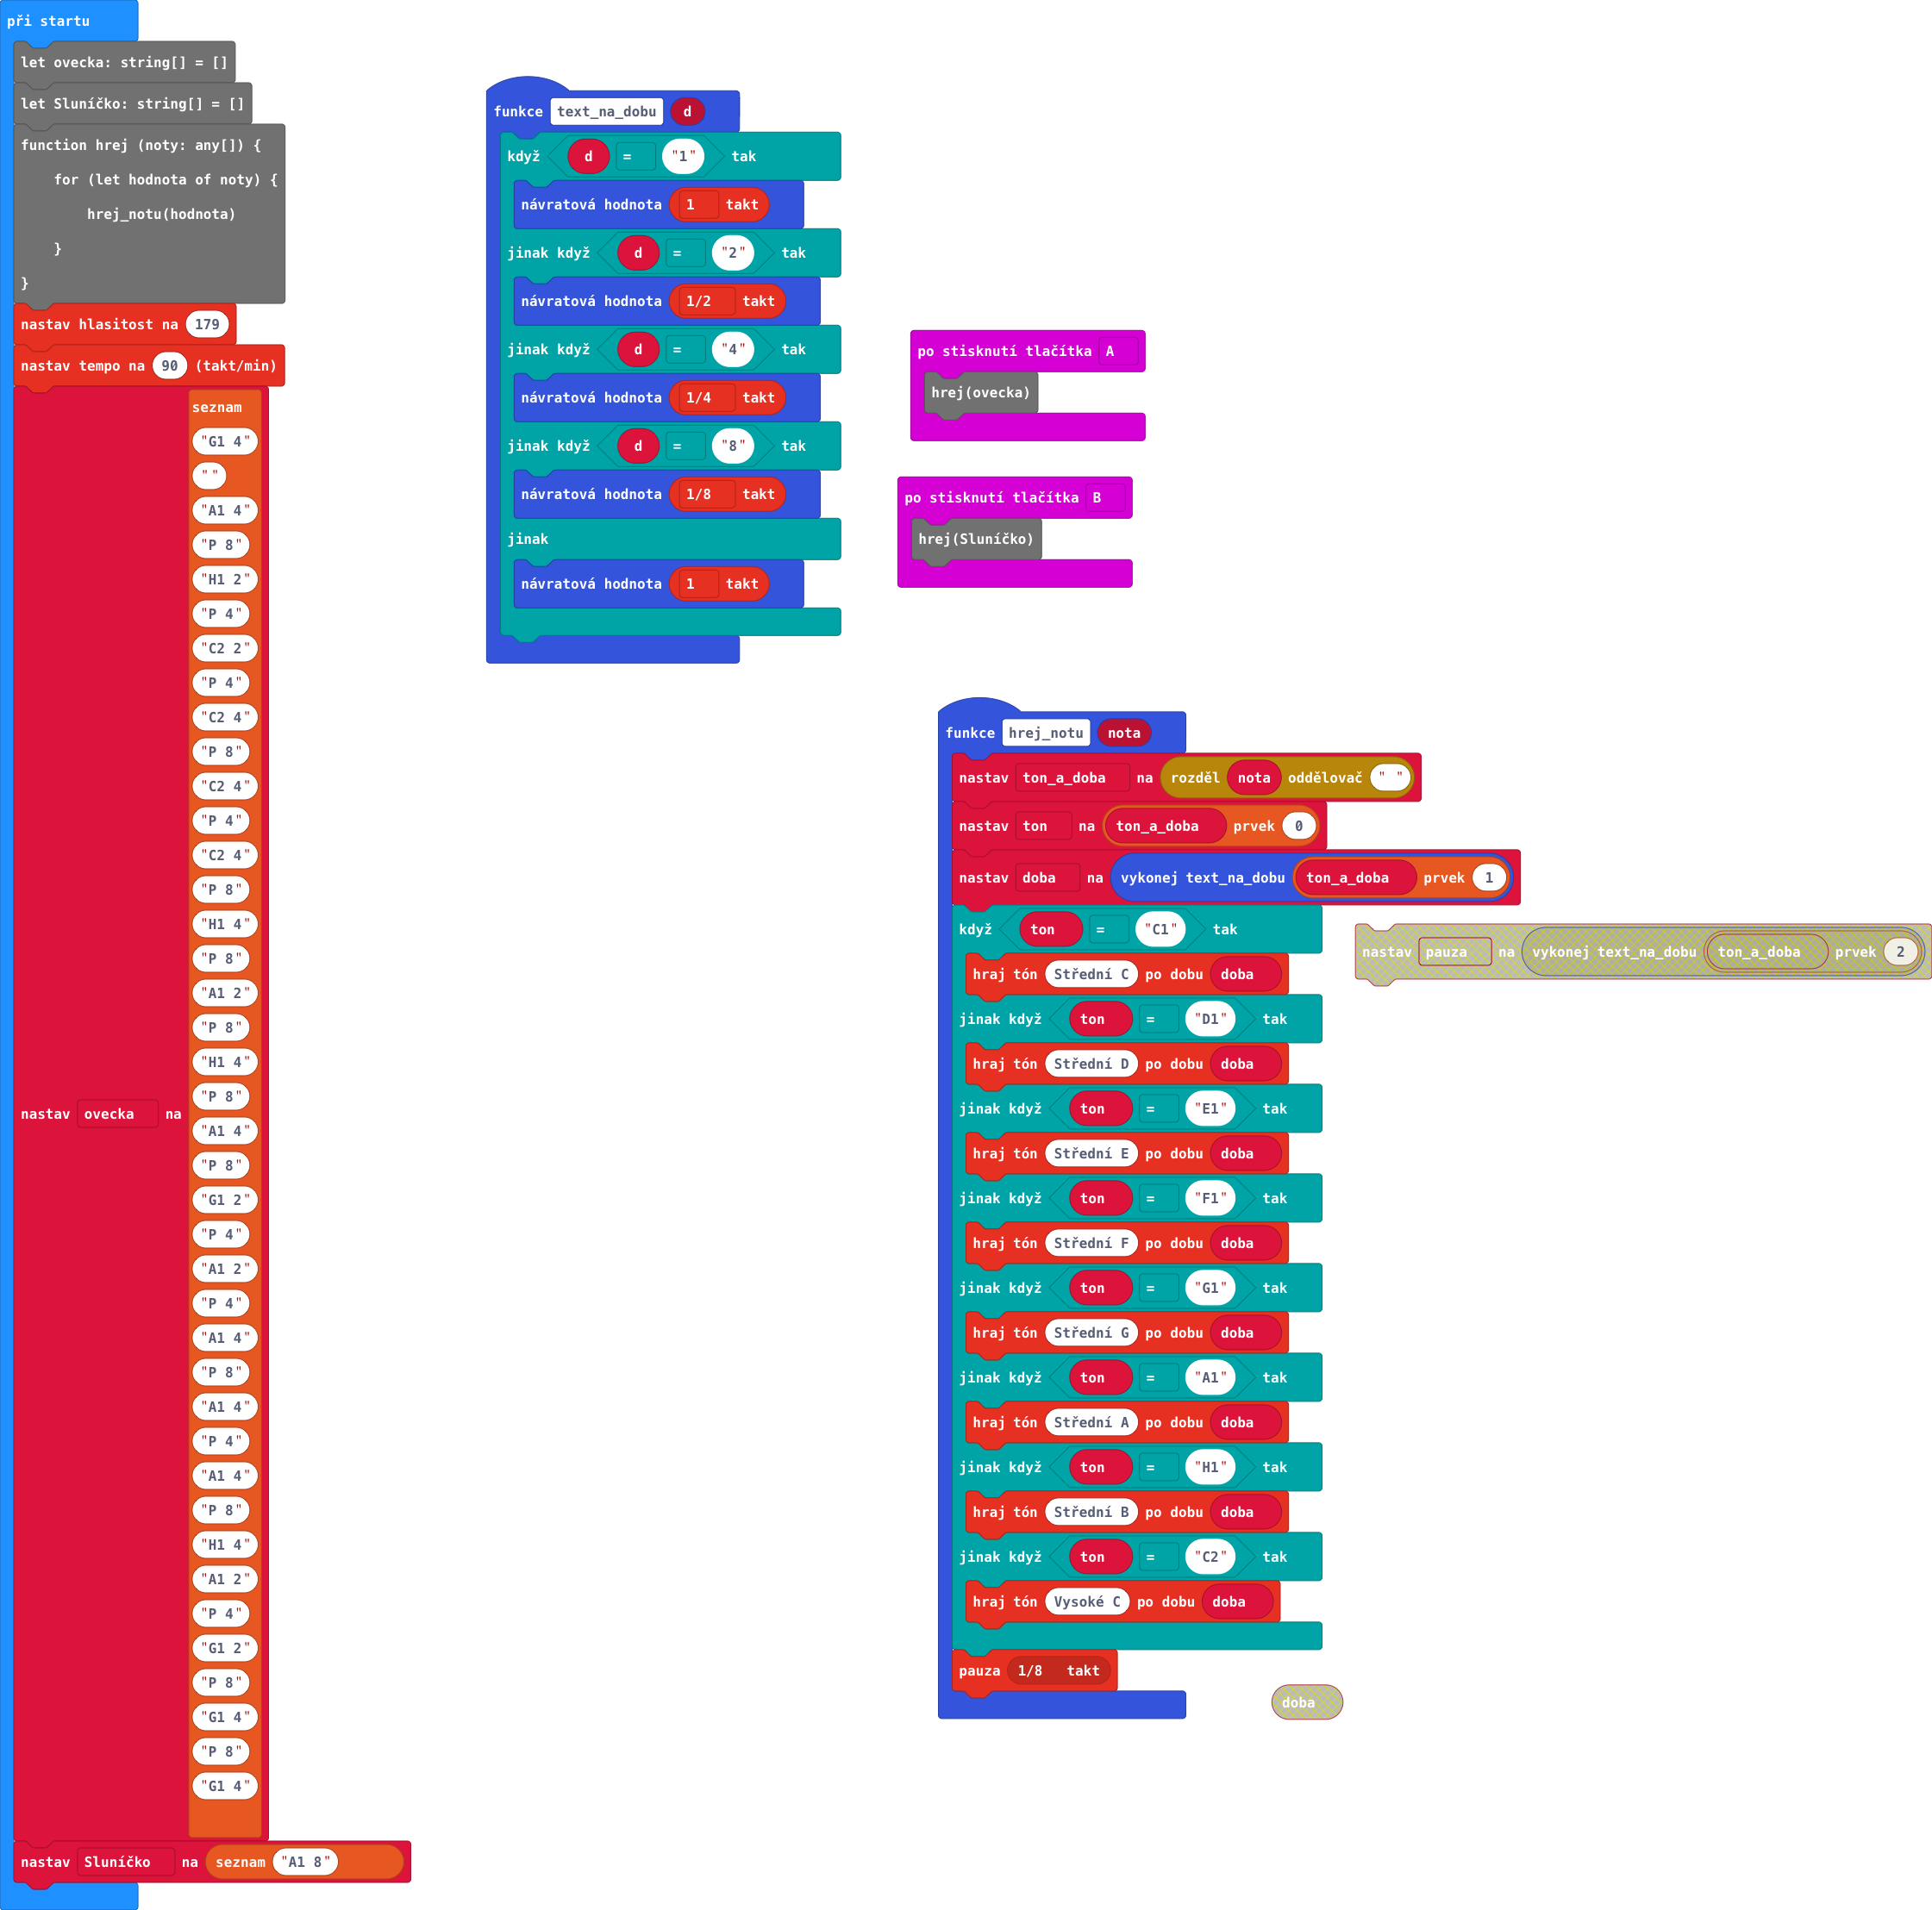 při startu
let ovecka: string[] = []
let Sluníčko: string[] = []
function hrej (noty: any[]) {
for (let hodnota of noty) {
hrej_notu(hodnota)
}
}
nastav hlasitost na 179
nastav tempo na 90 (takt/min)
nastav ovecka na
seznam
"G1 4"
""
"A1 4"
"P 8"
"H1 2"
"P 4"
"C2 2"
"P 4"
"C2 4"
"P 8"
"C2 4"
"P 4"
"C2 4"
"P 8"
"H1 4"
"P 8"
"A1 2"
"P 8"
"H1 4"
"P 8"
"A1 4"
"P 8"
"G1 2"
"P 4"
"A1 2"
"P 4"
"A1 4"
"P 8"
"A1 4"
"P 4"
"A1 4"
"P 8"
"H1 4"
"A1 2"
"P 4"
"G1 2"
"P 8"
"G1 4"
"P 8"
"G1 4"
nastav Sluníčko na seznam "A1 8"
funkce text_na_dobu d
když d = "1" tak
návratová hodnota 1 takt
jinak když d = "2" tak
návratová hodnota 1/2 takt
jinak když d = "4" tak
návratová hodnota 1/4 takt
jinak když d = "8" tak
návratová hodnota 1/8 takt
jinak
návratová hodnota 1 takt
po stisknutí tlačítka A
hrej(ovecka)
po stisknutí tlačítka B
hrej(Sluníčko)
funkce hrej_notu nota
nastav ton_a_doba na rozděl nota oddělovač " "
nastav ton na ton_a_doba prvek 0
nastav doba na vykonej text_na_dobu ton_a_doba prvek 1
když ton = "C1" tak
hraj tón Střední C po dobu doba
jinak když ton = "D1" tak
hraj tón Střední D po dobu doba
jinak když ton = "E1" tak
hraj tón Střední E po dobu doba
jinak když ton = "F1" tak
hraj tón Střední F po dobu doba
jinak když ton = "G1" tak
hraj tón Střední G po dobu doba
jinak když ton = "A1" tak
hraj tón Střední A po dobu doba
jinak když ton = "H1" tak
hraj tón Střední B po dobu doba
jinak když ton = "C2" tak
hraj tón Vysoké C po dobu doba
pauza 1/8 takt
nastav pauza na vykonej text_na_dobu ton_a_doba prvek 2
doba